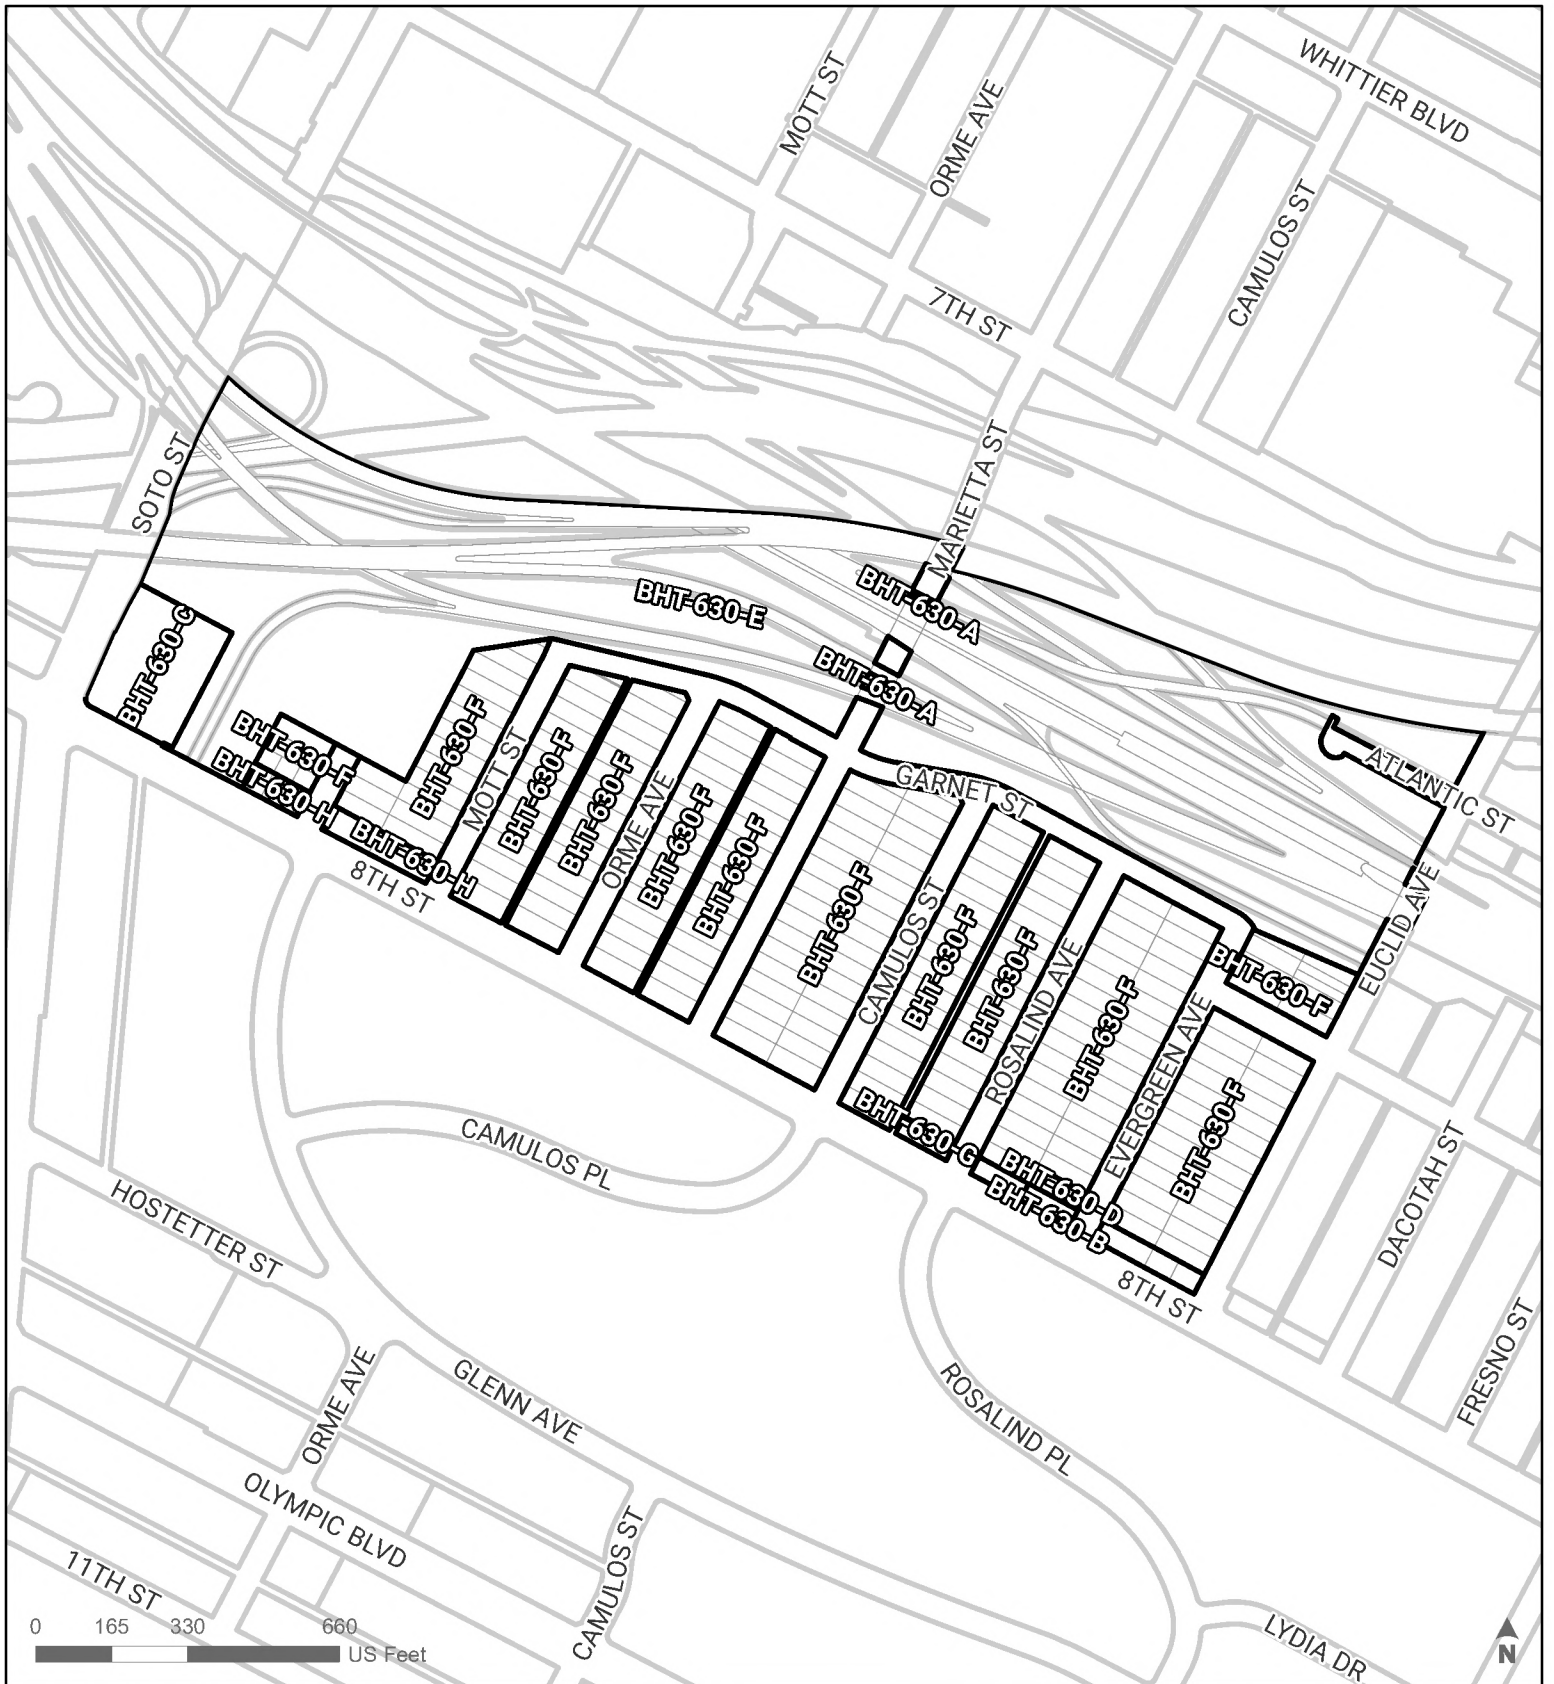 WHITTIER BLVD
MOTT ST
ORME AVE
CAMULOS ST
7TH ST
SOTO ST
MARIETTA ST
BHT-630-A
BHT-630-E
BHT-630-A
BHT-630-C
BHT-630-F
BHT-630-H
BHT-630-F
MOTT ST
BHT-630-F
BHT-630-F
ORME AVE
BHT-630-F
BHT-630-F
GARNET ST
ATLANTIC ST
BHT-630-H
8TH ST
BHT-630-F
CAMULOS ST
BHT-630-F
BHT-630-F
ROSALIND AVE
BHT-630-F
EVERGREEN AVE
BHT-630-F
EUCLID AVE
BHT-630-F
BHT-630-G
BHT-630-D
BHT-630-B
8TH ST
CAMULOS PL
DACOTAH ST
HOSTETTER ST
FRESNO ST
ORME AVE
GLENN AVE
ROSALIND PL
OLYMPIC BLVD
CAMULOS ST
11TH ST
LYDIA DR
0 165 330 660
US Feet
N